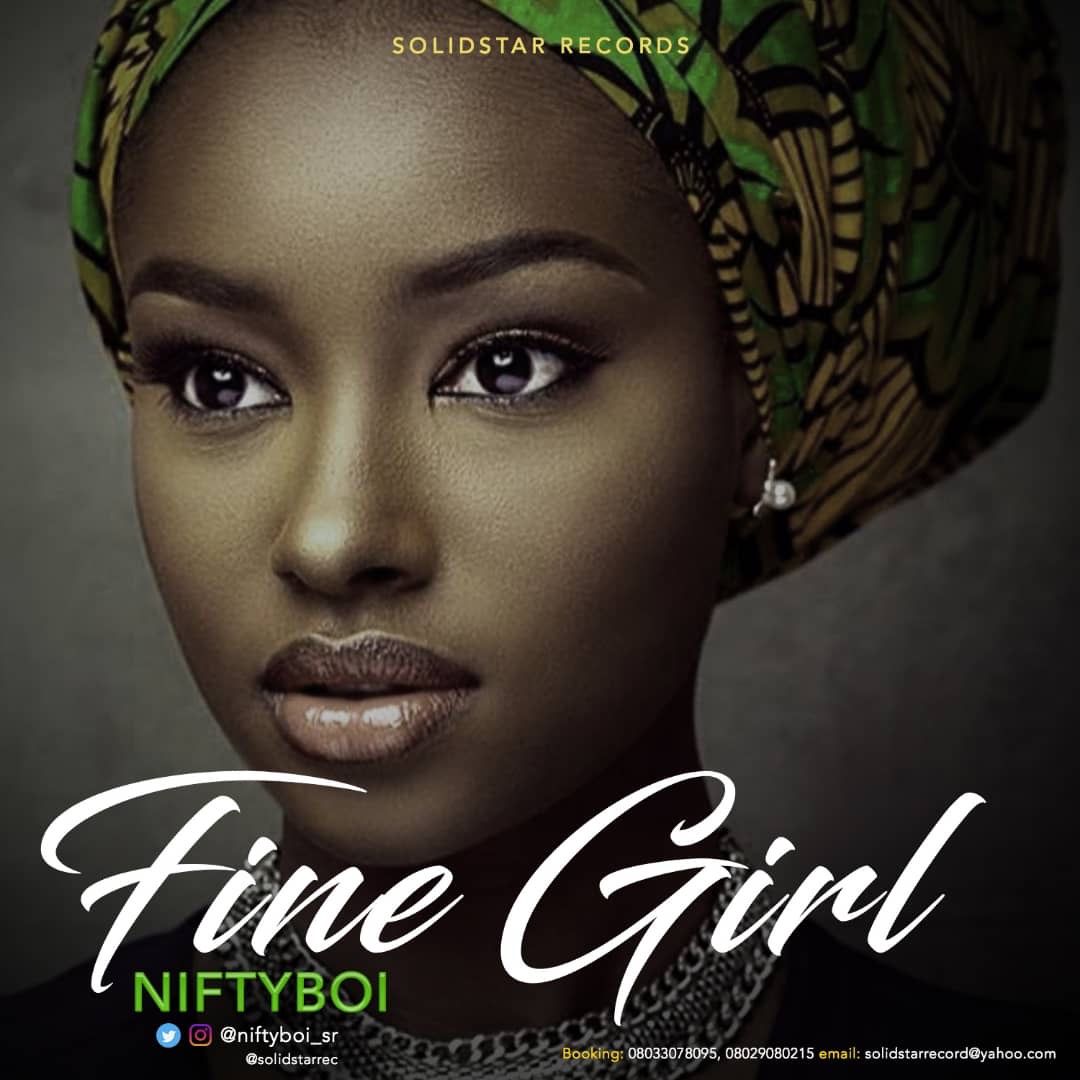 SOLIDSTAR RECORDS
Fine Girl
NIFTYBOI
@niftyboi_sr
@solidstarrec
Booking: 08033078095, 08029080215 email: solidstarrecord@yahoo.com